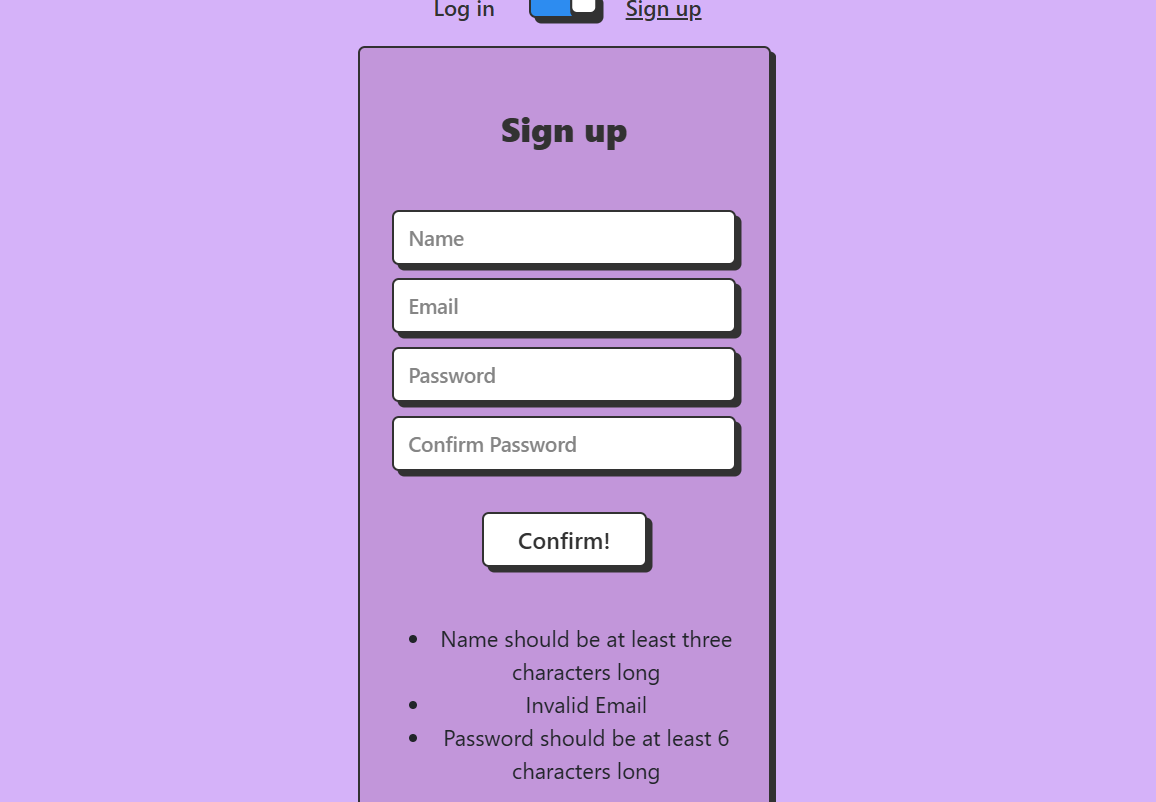 Log in Sign up
Sign up
Name
Email
Password
Confirm Password
Confirm!
• Name should be at least three
characters long
• Invalid Email
• Password should be at least 6
characters long